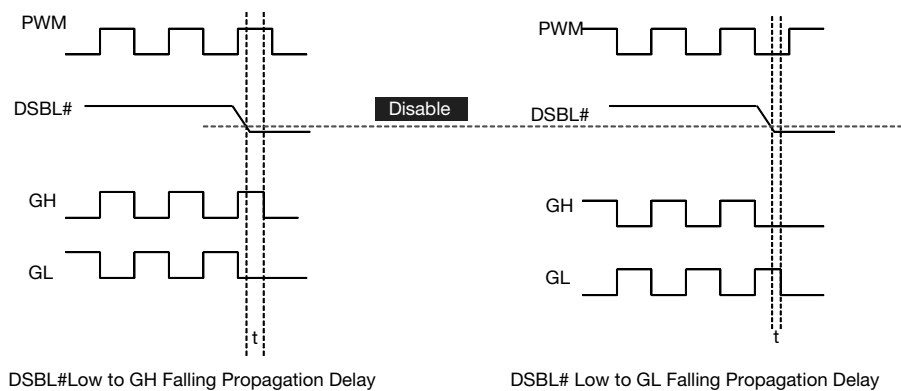 PWM
DSBL#
GH
GL
t
DSBL#Low to GH Falling Propagation Delay
Disable
PWM
DSBL#
GH
GL
t
DSBL# Low to GL Falling Propagation Delay